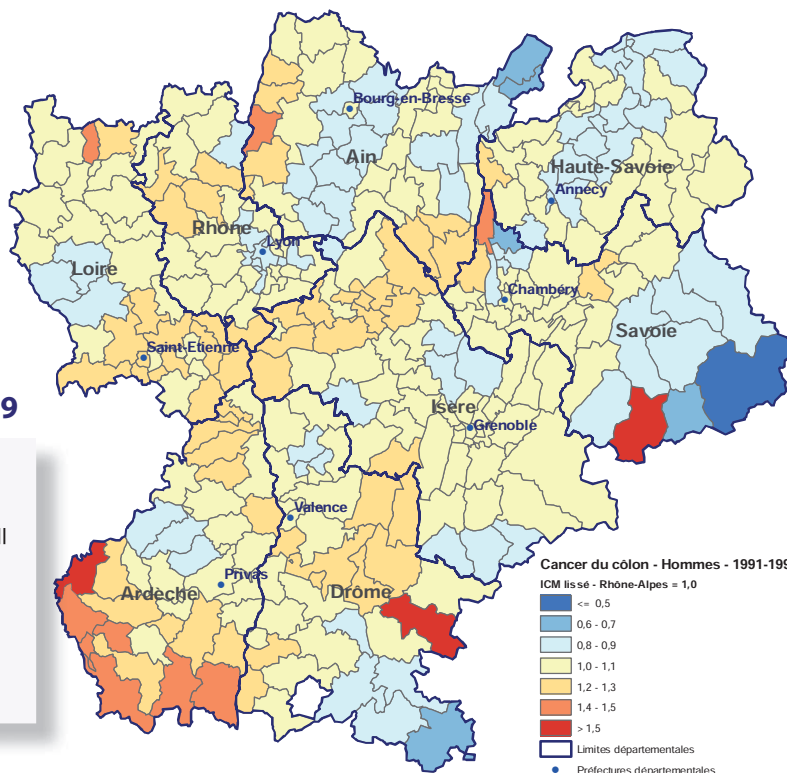 Bourg-en-Bresse
Ain
Haute-Savoie
Annecy
Rhône
Lyon
Loire
Chambéry
Savoie
Saint-Etienne
9
Isère
Grenoble
Valence
ll
Privas
Ardèche
Drôme
Cancer du côlon - Hommes - 1991-199
ICM lissé - Rhône-Alpes = 1,0
<= 0,5
0,6 - 0,7
0,8 - 0,9
1,0 - 1,1
1,2 - 1,3
1,4 - 1,5
> 1,5
Limites départementales
Préfectures départementales